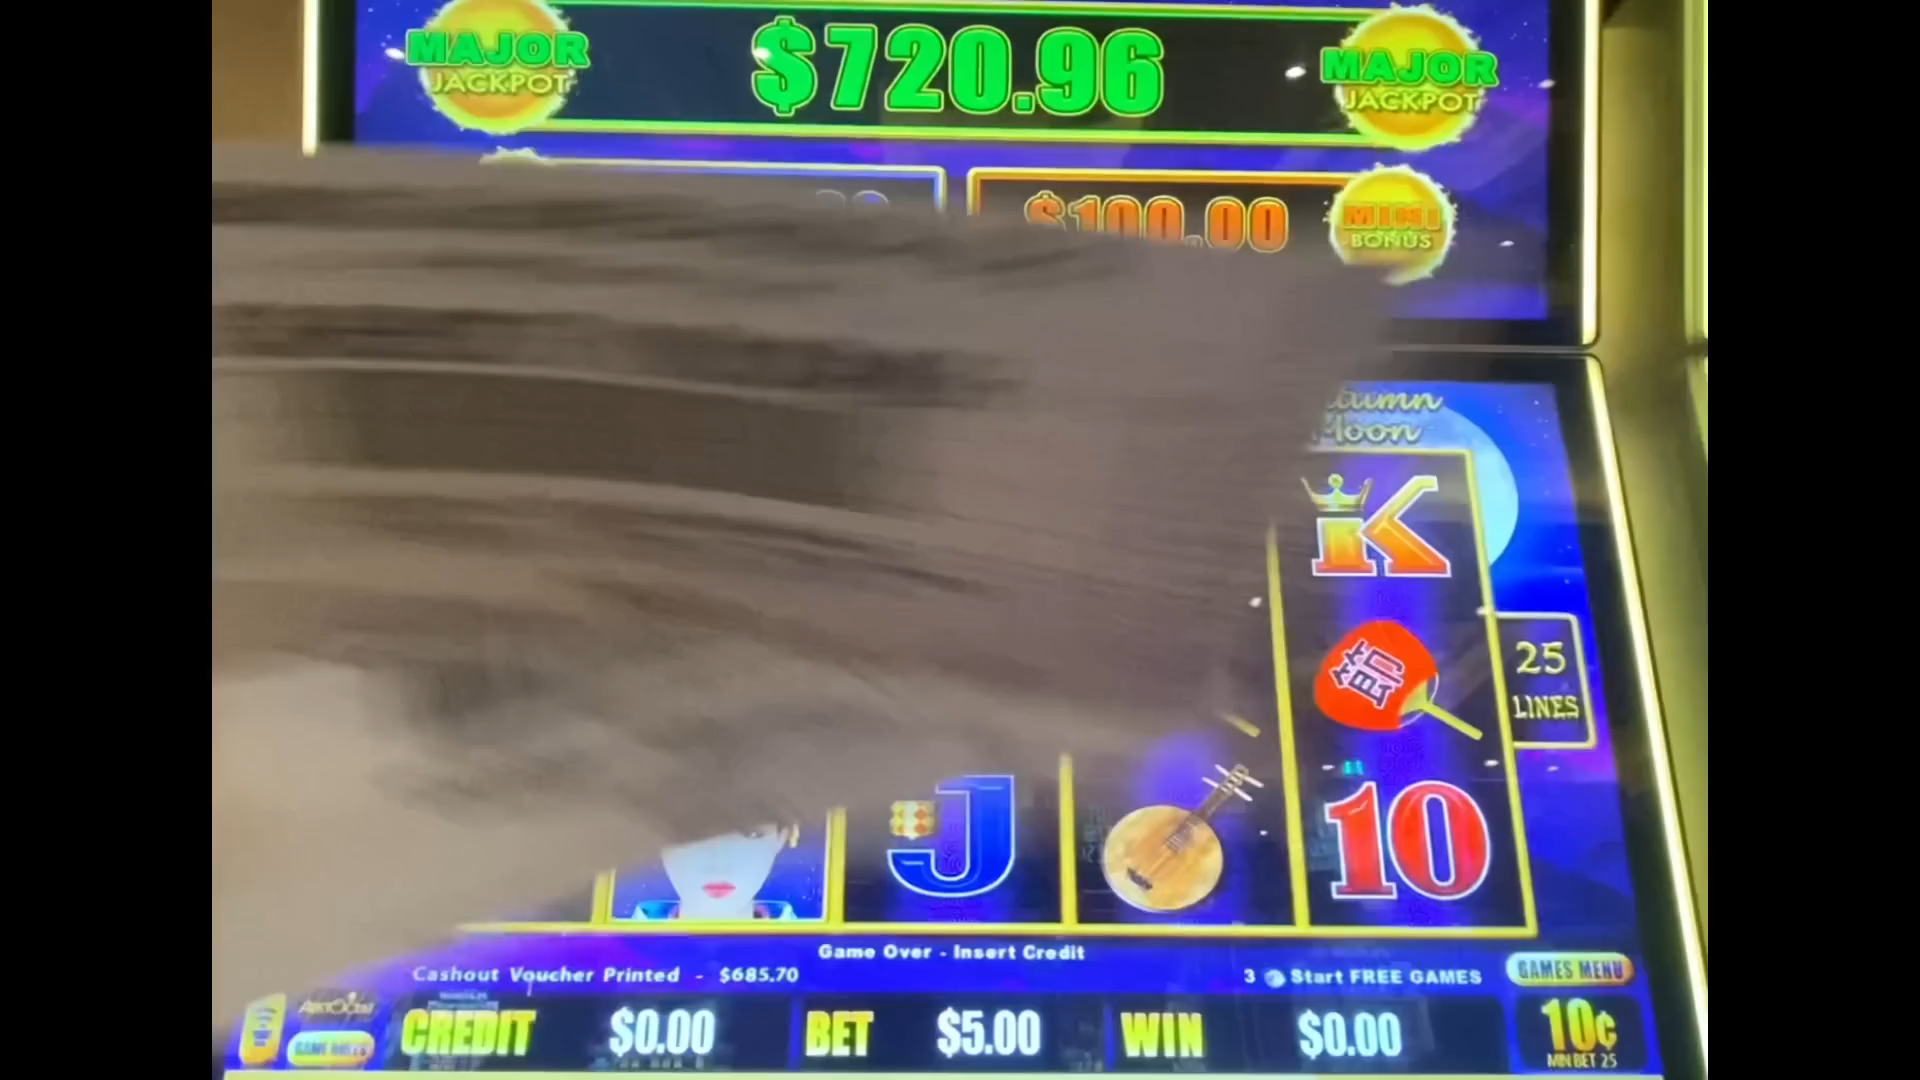 MAJOR
JACKPOT
$720.96
MAJOR
JACKPOT
$100.00
MINI
BONUS
Moon
K
25
LINES
J
10
Game Over - Insert Credit
Cashout Voucher Printed - $685.70
3 Start FREE GAMES
GAMES MENU
CREDIT $0.00 BET $5.00 WIN $0.00
10¢
MIN BET 25